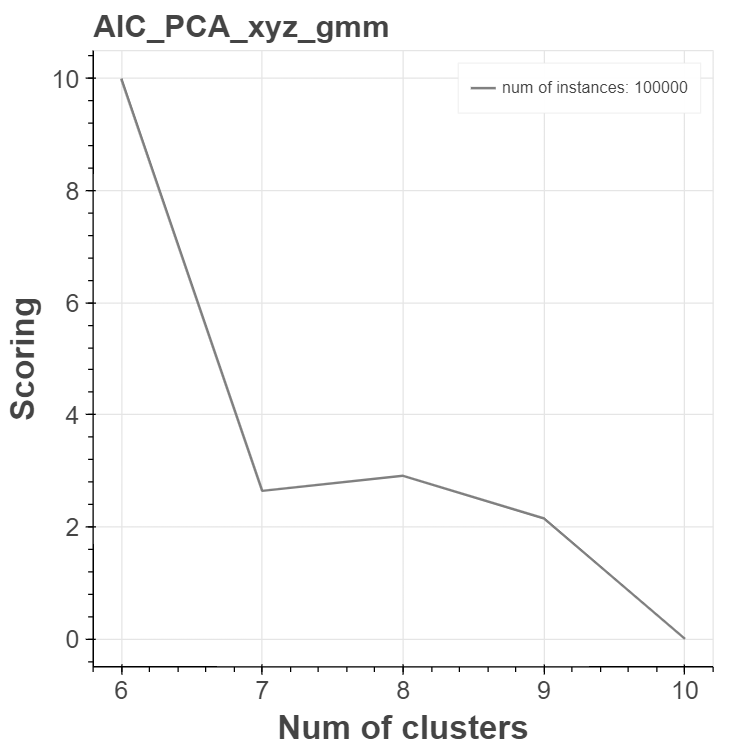 AIC_PCA_xyz_gmm
num of instances: 100000
10
8
6
4
2
0
Scoring
6 7 8 9 10
Num of clusters